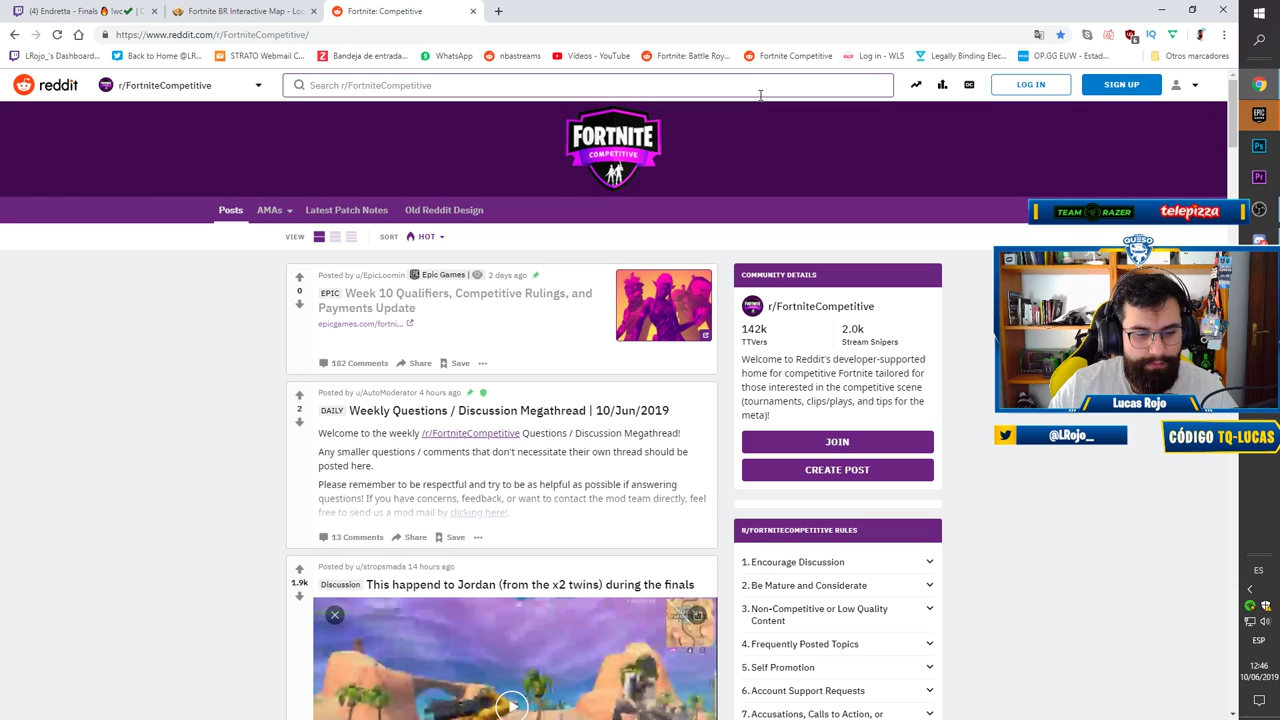 (4) Endretta - Finals 🔥 !wc✔ | C
Fortnite BR Interactive Map - Loo
Fortnite: Competitive
https://www.reddit.com/r/FortniteCompetitive/
LRojo_'s Dashboard...
Back to Home @LR...
STRATO Webmail C...
Bandeja de entrada...
WhatsApp
nbastreams
Vídeos - YouTube
Fortnite: Battle Roy...
Fortnite Competitive
Log in - WLS
Legally Binding Elec...
OP.GG EUW - Estad...
Otros marcadores
reddit
r/FortniteCompetitive
Search r/FortniteCompetitive
LOG IN
SIGN UP
FORTNITE
COMPETITIVE
Posts
AMAs
Latest Patch Notes
Old Reddit Design
TEAM RAZER
telepizza
VIEW
SORT
HOT
QUESO
Posted by u/EpicLoomin Epic Games | 2 days ago
0
EPIC Week 10 Qualifiers, Competitive Rulings, and
Payments Update
epicgames.com/fortni...
182 Comments
Share
Save
COMMUNITY DETAILS
r/FortniteCompetitive
142k
2.0k
TTVers
Stream Snipers
Welcome to Reddit's developer-supported
home for competitive Fortnite tailored for
those interested in the competitive scene
(tournaments, clips/plays, and tips for the
meta)!
JOIN
CREATE POST
Posted by u/AutoModerator 4 hours ago
2
DAILY Weekly Questions / Discussion Megathread | 10/Jun/2019
Welcome to the weekly /r/FortniteCompetitive Questions / Discussion Megathread!
Any smaller questions / comments that don't necessitate their own thread should be
posted here.
Please remember to be respectful and try to be as helpful as possible if answering
questions! If you have concerns, feedback, or want to contact the mod team directly, feel
free to send us a mod mail by clicking here!.
13 Comments
Share
Save
Lucas Rojo
@LRojo_
CÓDIGO TQ-LUCAS
R/FORTNITECOMPETITIVE RULES
1. Encourage Discussion
2. Be Mature and Considerate
3. Non-Competitive or Low Quality
Content
4. Frequently Posted Topics
5. Self Promotion
6. Account Support Requests
7. Accusations, Calls to Action, or
Posted by u/stropsmada 14 hours ago
1.9k
Discussion This happend to Jordan (from the x2 twins) during the finals
EPIC
GAMES
Ps
Pr
ES
ESP
12:46
10/06/2019